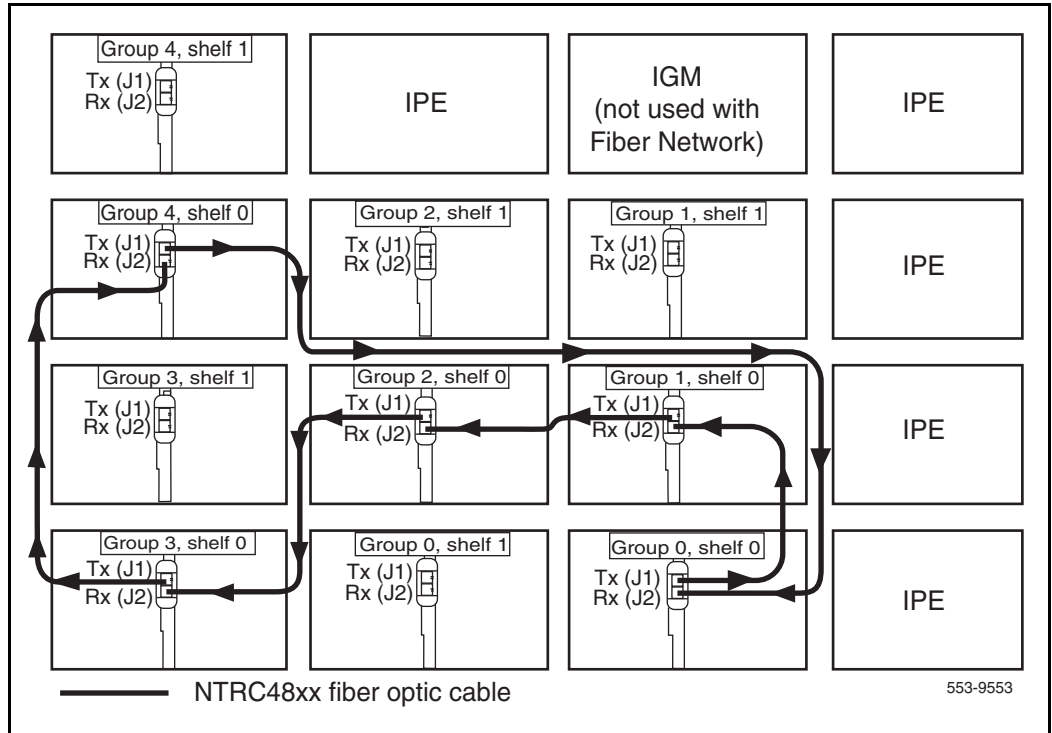 Group 4, shelf 1
Tx (J1)
Rx (J2)
IPE
IGM
(not used with
Fiber Network)
IPE
Group 4, shelf 0
Tx (J1)
Rx (J2)
Group 2, shelf 1
Tx (J1)
Rx (J2)
Group 1, shelf 1
Tx (J1)
Rx (J2)
IPE
Group 3, shelf 1
Tx (J1)
Rx (J2)
Group 2, shelf 0
Tx (J1)
Rx (J2)
Group 1, shelf 0
Tx (J1)
Rx (J2)
IPE
Group 3, shelf 0
Tx (J1)
Rx (J2)
Group 0, shelf 1
Tx (J1)
Rx (J2)
Group 0, shelf 0
Tx (J1)
Rx (J2)
IPE
NTRC48xx fiber optic cable
553-9553